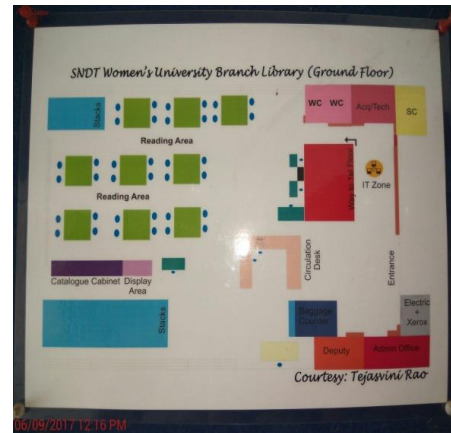 SNDT Women's University Branch Library (Ground Floor)
Stacks
WC WC
Acq/Tech
SC
Reading Area
Way to 1st Floor
IT Zone
Reading Area
Circulation
Desk
Entrance
Catalogue Cabinet
Display
Area
Stacks
Baggage
Counter
Electric
+
Xerox
Deputy
Admin Office
Courtesy: Tejasvini Rao
06/09/2017 12:16 PM